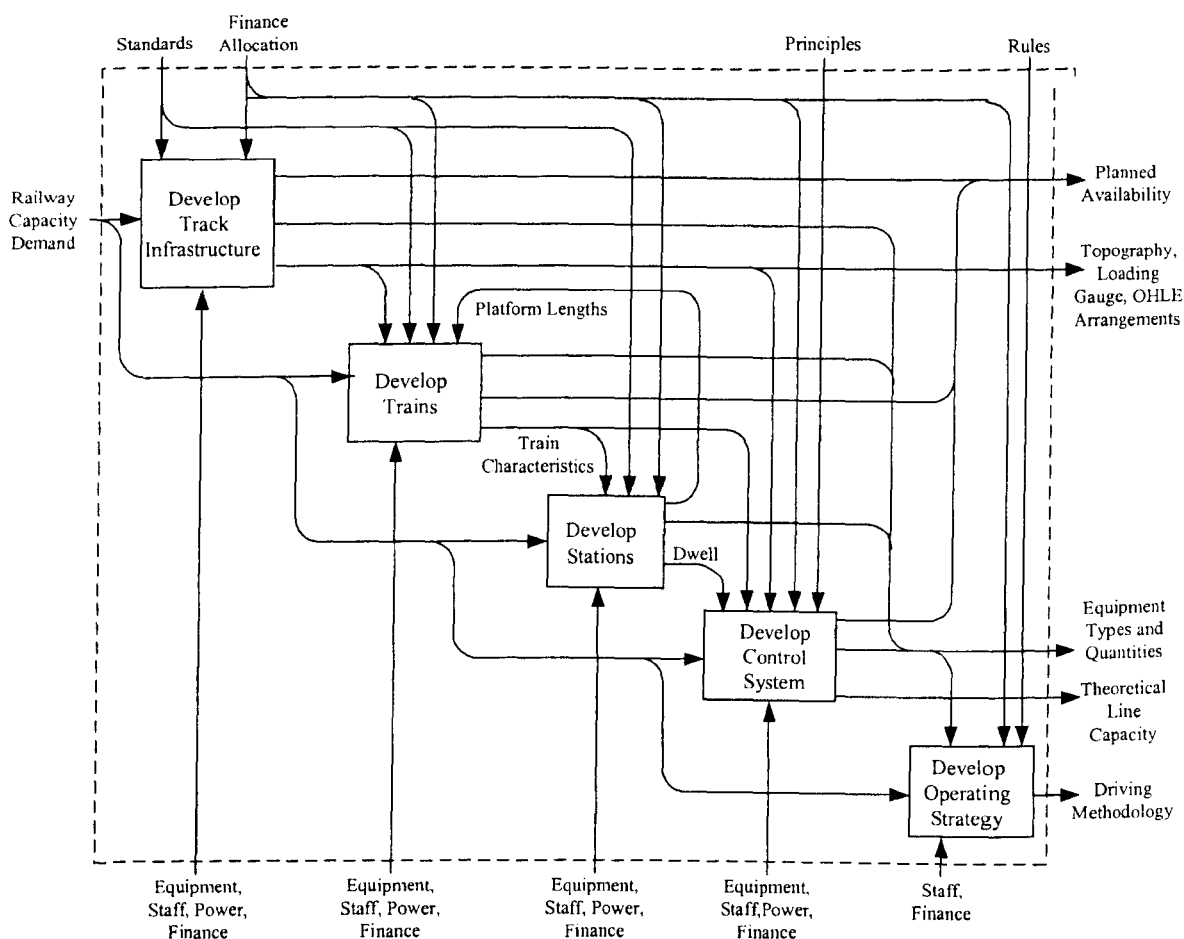 Finance
Allocation
Standards
Principles
Rules
Railway
Capacity
Demand
Develop
Track
Infrastructure
Planned
Availability
Topography,
Loading
Gauge, OHLE
Arrangements
Platform Lengths
Develop
Trains
Train
Characteristics
Develop
Stations
Dwell
Develop
Control
System
Equipment
Types and
Quantities
Theoretical
Line
Capacity
Develop
Operating
Strategy
Driving
Methodology
Equipment,
Staff, Power,
Finance
Equipment,
Staff, Power,
Finance
Equipment,
Staff, Power,
Finance
Equipment,
Staff,Power,
Finance
Staff,
Finance